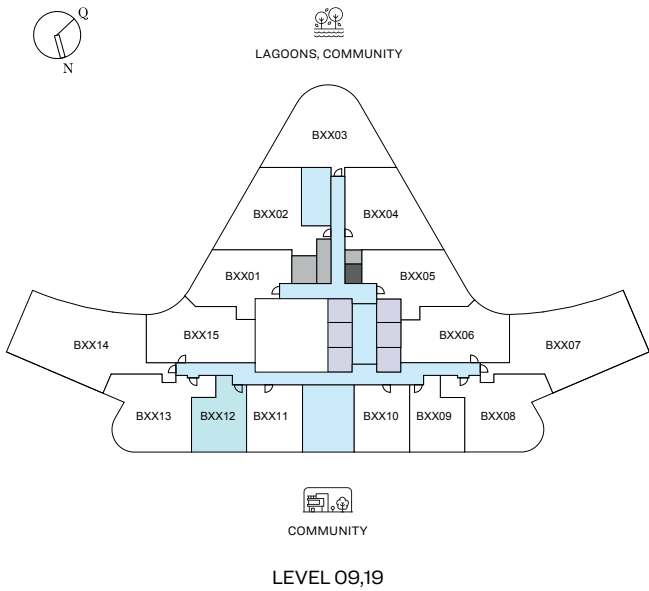 Q
N
LAGOONS, COMMUNITY
BXX03
BXX02
BXX04
BXX01
BXX05
BXX14
BXX15
BXX06
BXX07
BXX13
BXX12
BXX11
BXX10
BXX09
BXX08
COMMUNITY
LEVEL 09,19